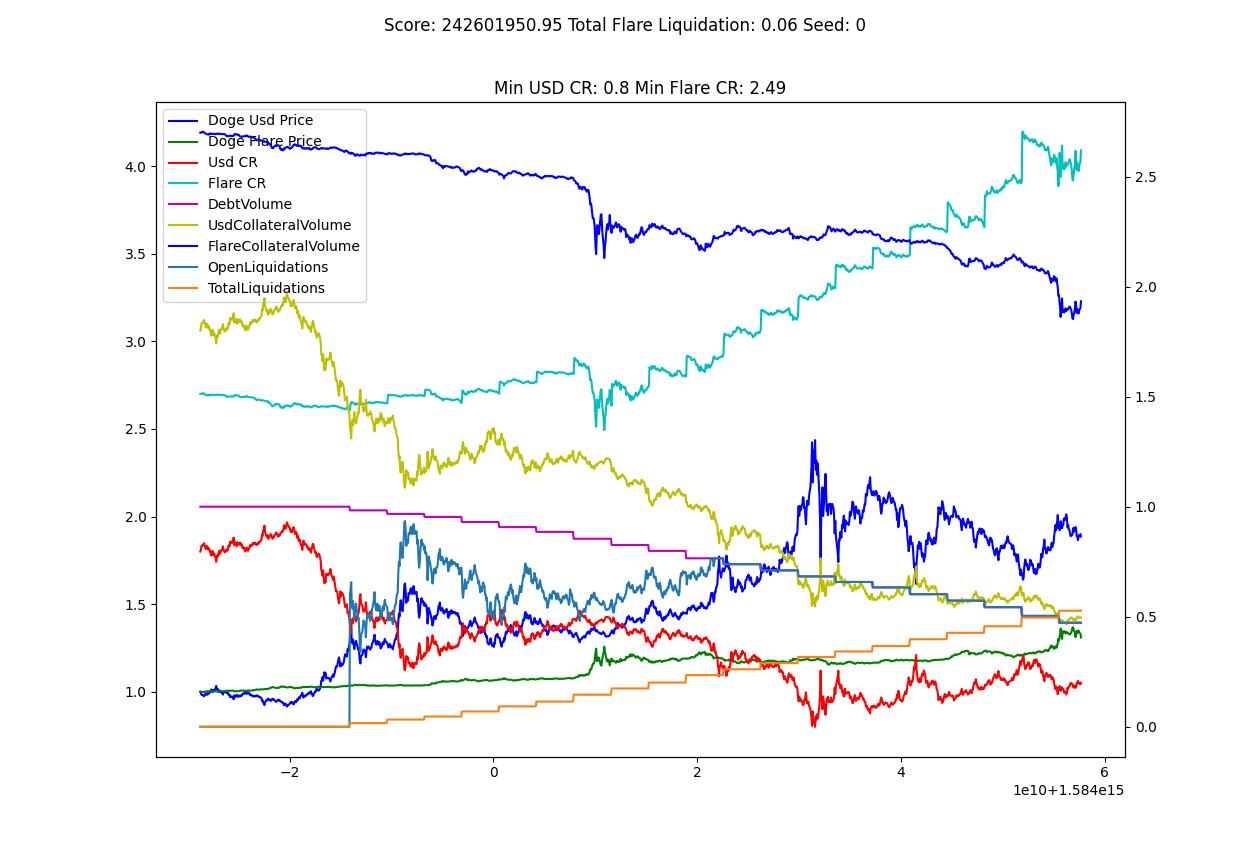 Score: 242601950.95 Total Flare Liquidation: 0.06 Seed: 0
Min USD CR: 0.8 Min Flare CR: 2.49
Doge Usd Price
Doge Flare Price
Usd CR
Flare CR
DebtVolume
UsdCollateralVolume
FlareCollateralVolume
OpenLiquidations
TotalLiquidations
4.0
3.5
3.0
2.5
2.0
1.5
1.0
2.5
2.0
1.5
1.0
0.5
0.0
−2
0
2
4
6
1e10+1.584e15